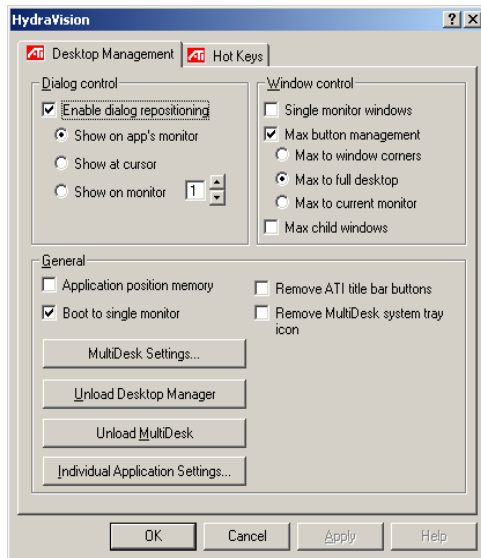 HydraVision
ATI Desktop Management ATI Hot Keys
Dialog control
Enable dialog repositioning
Show on app's monitor
Show at cursor
Show on monitor 1
Window control
Single monitor windows
Max button management
Max to window corners
Max to full desktop
Max to current monitor
Max child windows
General
Application position memory
Boot to single monitor
Remove ATI title bar buttons
Remove MultiDesk system tray
icon
MultiDesk Settings...
Unload Desktop Manager
Unload MultiDesk
Individual Application Settings...
OK Cancel Apply Help